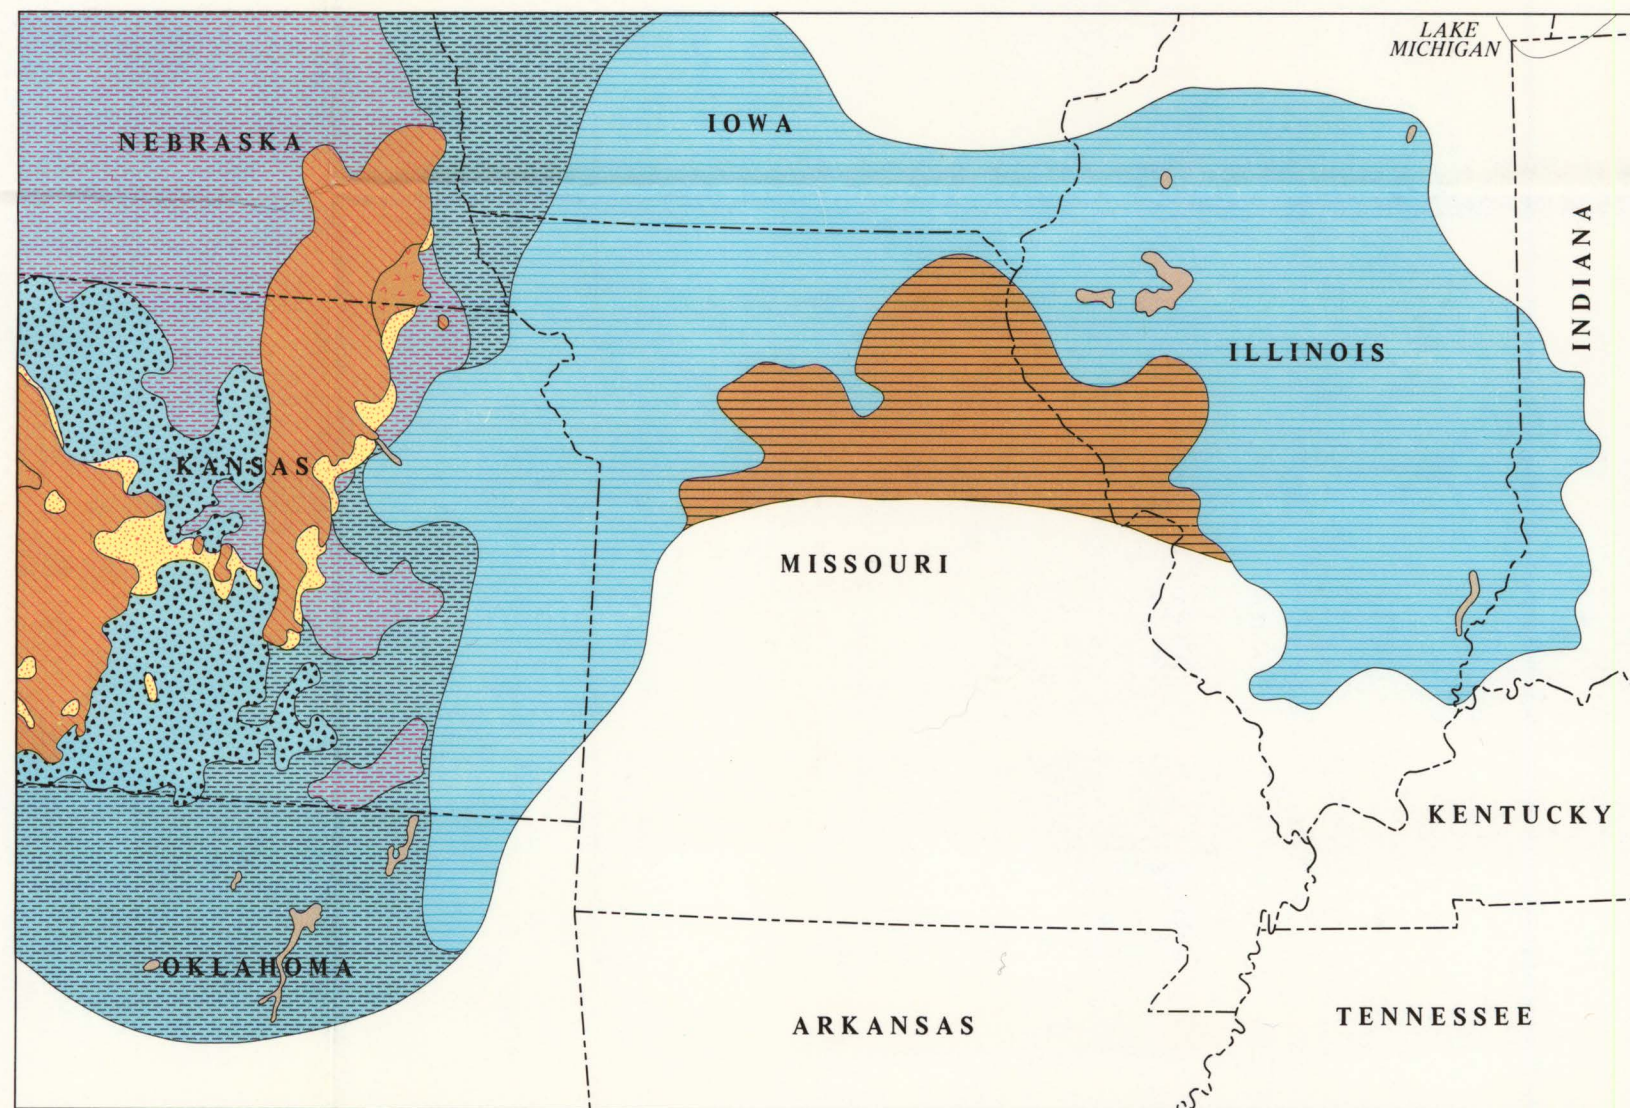 LAKE
MICHIGAN
IOWA
NEBRASKA
INDIANA
ILLINOIS
KANSAS
MISSOURI
KENTUCKY
OKLAHOMA
ARKANSAS
TENNESSEE